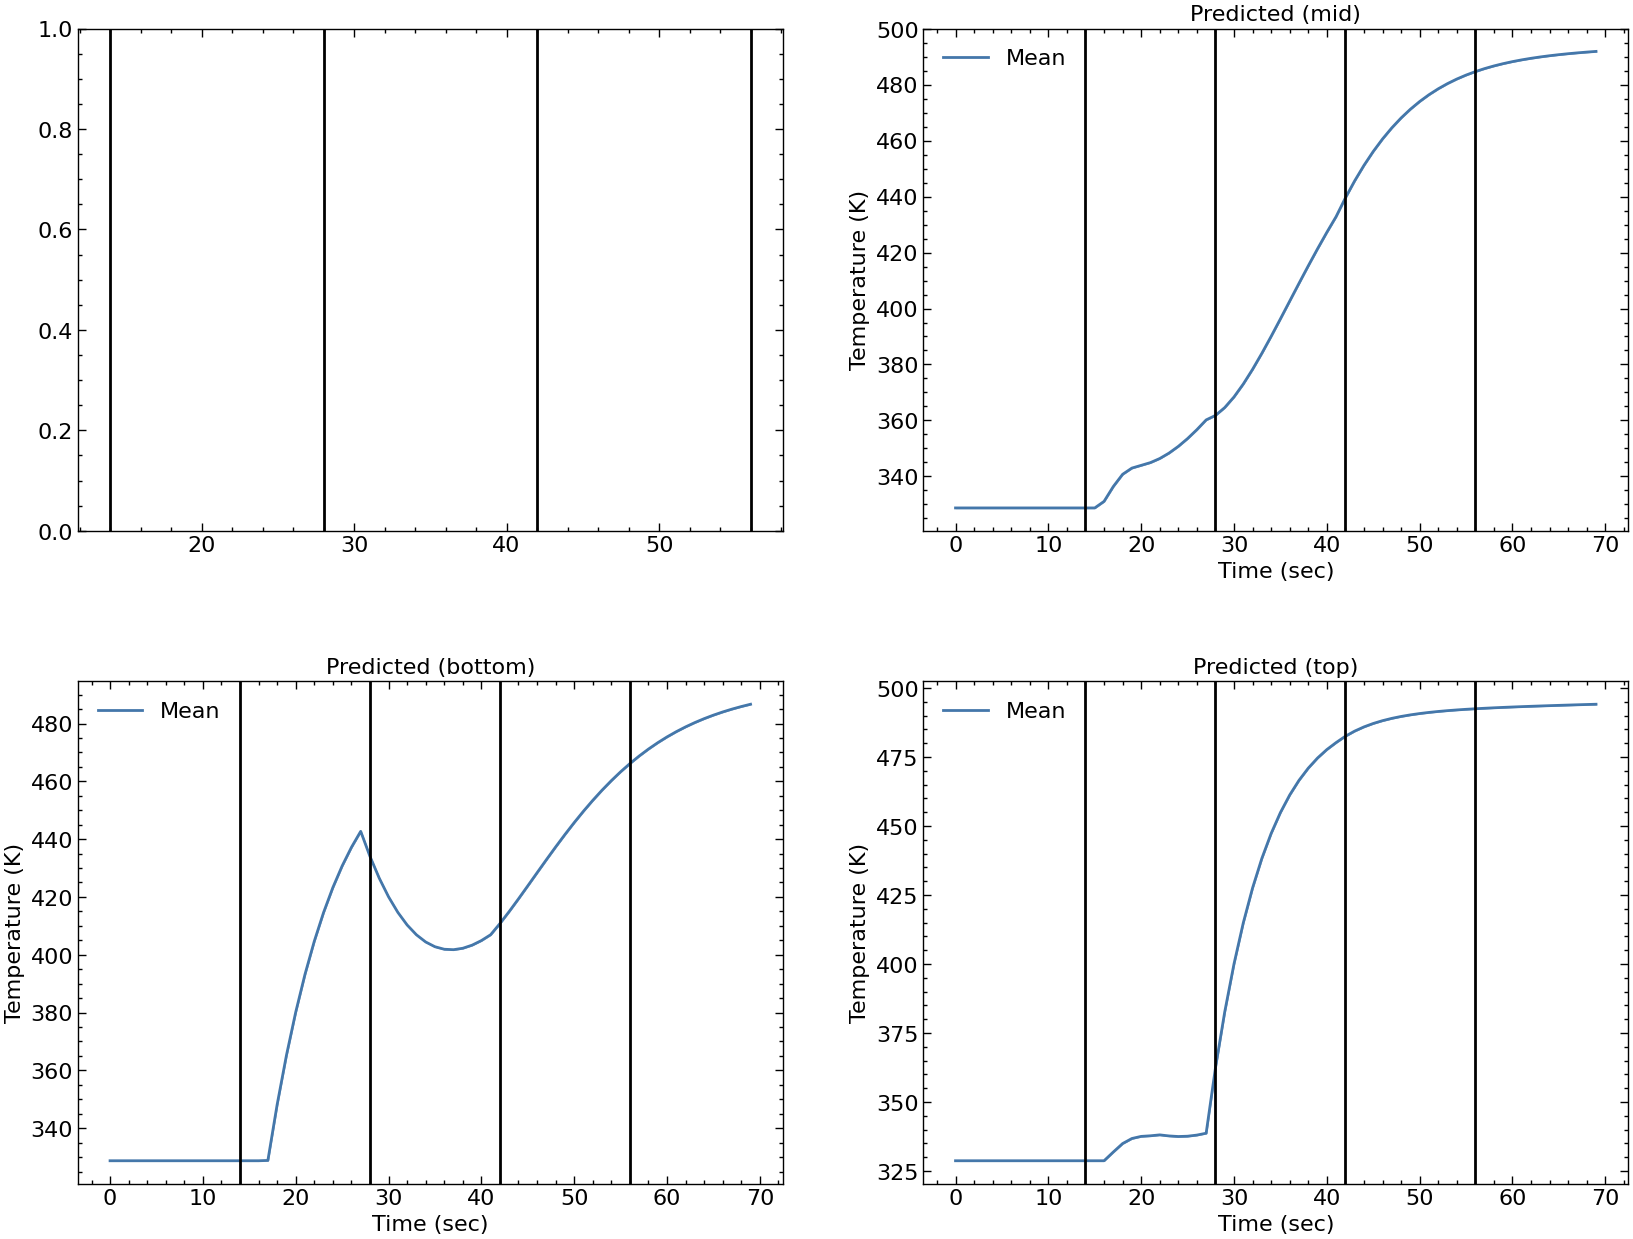 1.0
0.8
0.6
0.4
0.2
0.0
20 30 40 50
Predicted (mid)
Mean
500
480
460
440
420
400
380
360
340
Temperature (K)
0 10 20 30 40 50 60 70
Time (sec)
Predicted (bottom)
Mean
480
460
440
420
400
380
360
340
Temperature (K)
0 10 20 30 40 50 60 70
Time (sec)
Predicted (top)
Mean
500
475
450
425
400
375
350
325
Temperature (K)
0 10 20 30 40 50 60 70
Time (sec)